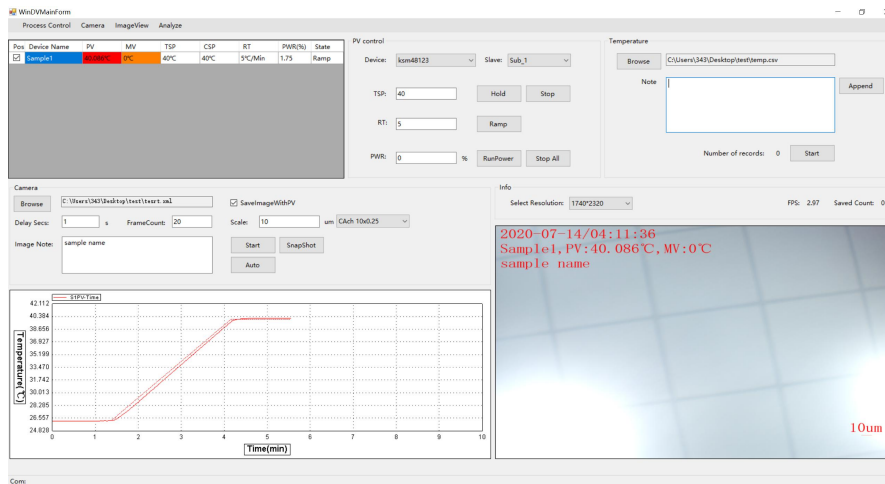 WinDVMainForm
Process Control Camera ImageView Analyze
Pos Device Name PV MV TSP CSP RT PWR(%) State
Sample1 40.086℃ 0℃ 40℃ 40℃ 5℃/Min 1.75 Ramp
PV control
Device: ksm48123 Slave: Sub_1
TSP: 40 Hold Stop
RT: 5 Ramp
PWR: 0 % RunPower Stop All
Temperature
Browse C:\Users\343\Desktop\test\temp.csv
Note Append
Number of records: 0 Start
Camera
Browse C:\Users\343\Desktop\test\tesrt.xml SaveImageWithPV
Delay Secs: 1 s FrameCount: 20 Scale: 10 um CAch 10x0.25
Image Note: sample name Start SnapShot
Auto
Info
Select Resolution: 1740*2320 FPS: 2.97 Saved Count: 0
S1PV-Time
42.112
40.384
38.656
36.927
35.199
33.470
31.742
30.013
28.285
26.557
24.828
Temperature(℃)
0 1 2 3 4 5 6 7 8 9 10
Time(min)
2020-07-14/04:11:36
Sample1,PV:40.086℃,MV:0℃
sample name
10um
Com: